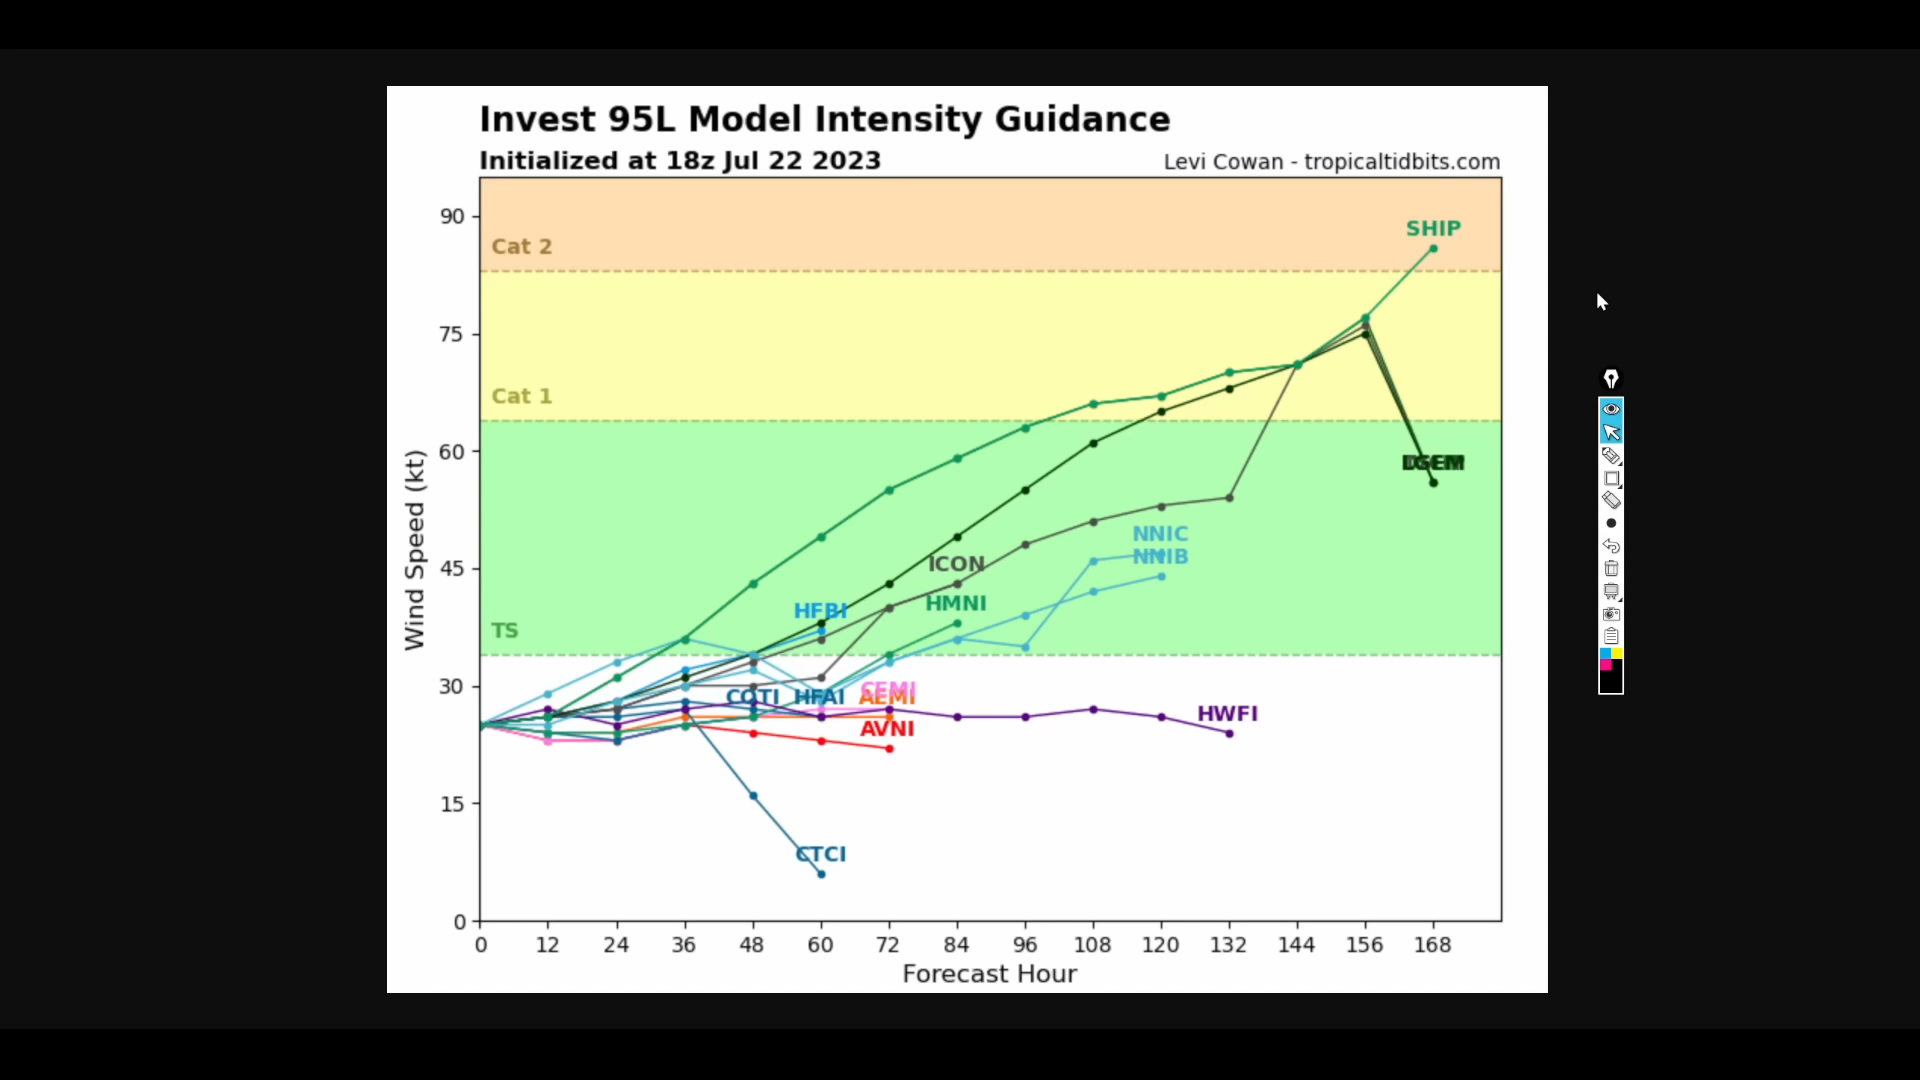 Invest 95L Model Intensity Guidance
Initialized at 18z Jul 22 2023
Levi Cowan - tropicaltidbits.com
90
Cat 2
SHIP
75
Cat 1
60
Wind Speed (kt)
NNIC
NNIB
45
ICON
HMNI
HFBI
TS
30
COTI
HFAI
CEMI
AEMI
HWFI
AVNI
15
CTCI
0
0 12 24 36 48 60 72 84 96 108 120 132 144 156 168
Forecast Hour